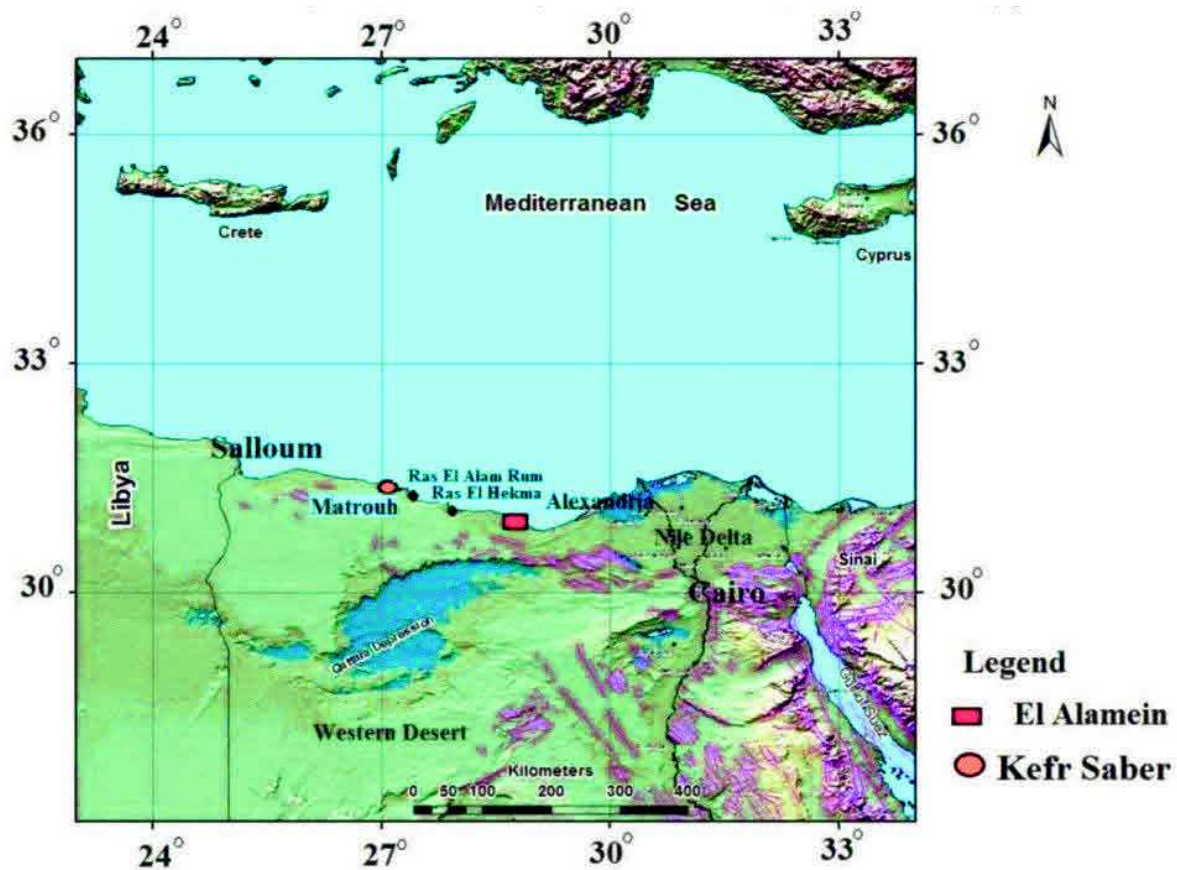 24° 27° 30° 33°
N
36° 36°
Mediterranean Sea
Crete
Cyprus
33° 33°
Salloum
Libya
Ras El Alam Rum
Matrouh
Ras El Hekma
Alexandria
Nile Delta
Sinai
30° 30°
Cairo
Qattara Depression
Legend
El Alamein
Western Desert
Kilometers
Kefr Saber
0 50 100 200 300 400
24° 27° 30° 33°